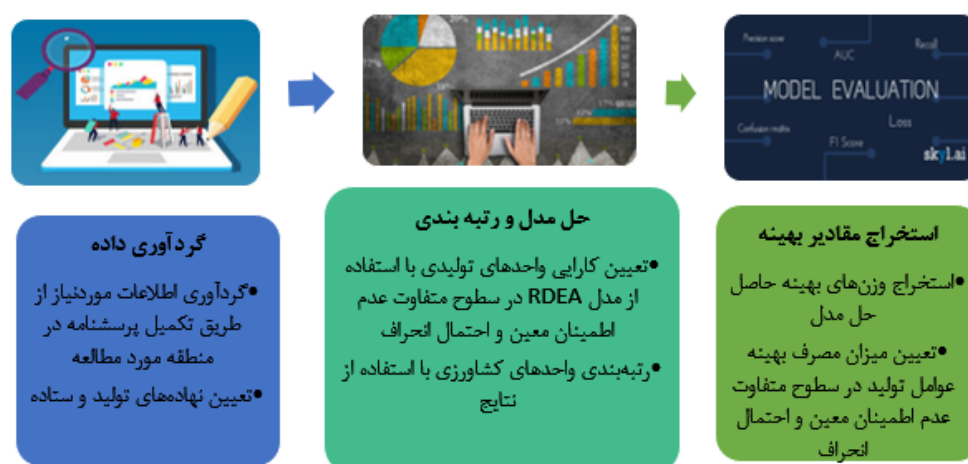 Precision score
AUC
Recall
MODEL EVALUATION
Confusion matrix
Loss
F1 Score
skyl.ai
گردآوری داده
•گردآوری اطلاعات موردنیاز از
طریق تکمیل پرسشنامه در
منطقه مورد مطالعه
•تعیین نهاده‌های تولید و ستاده
حل مدل و رتبه بندی
•تعیین کارایی واحدهای تولیدی با استفاده
از مدل RDEA در سطوح متفاوت عدم
اطمینان معین و احتمال انحراف
•رتبه‌بندی واحدهای کشاورزی با استفاده از
نتایج
استخراج مقادیر بهینه
•استخراج وزن‌های بهینه حاصل
حل مدل
•تعیین میزان مصرف بهینه
عوامل تولید در سطوح متفاوت
عدم اطمینان معین و احتمال
انحراف